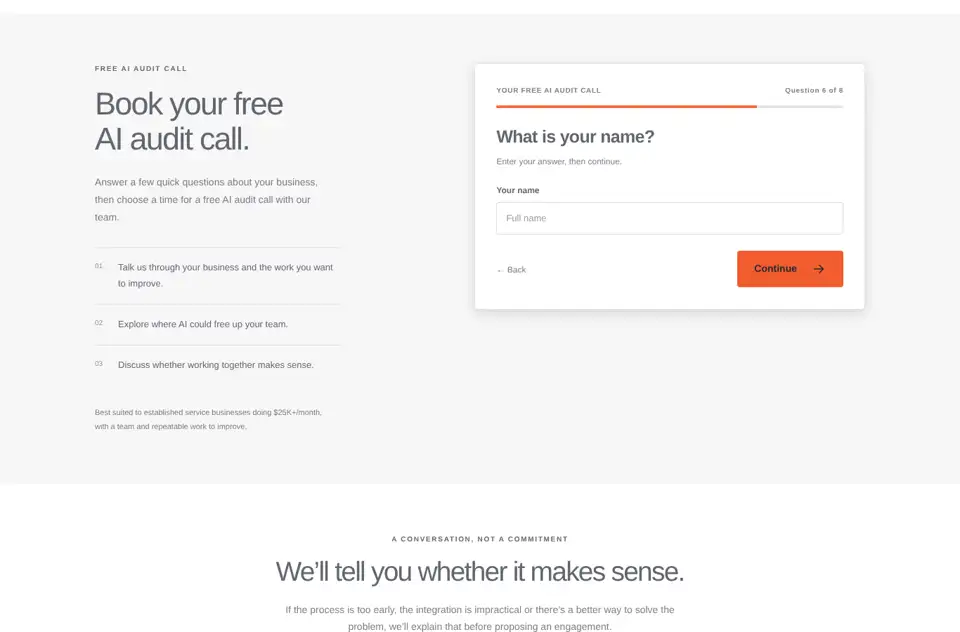 FREE AI AUDIT CALL
Book your free
AI audit call.
Answer a few quick questions about your business,
then choose a time for a free AI audit call with our
team.
01 Talk us through your business and the work you want
to improve.
02 Explore where AI could free up your team.
03 Discuss whether working together makes sense.
Best suited to established service businesses doing $25K+/month,
with a team and repeatable work to improve.
YOUR FREE AI AUDIT CALL
Question 6 of 8
What is your name?
Enter your answer, then continue.
Your name
Full name
← Back
Continue →
A CONVERSATION, NOT A COMMITMENT
We'll tell you whether it makes sense.
If the process is too early, the integration is impractical or there's a better way to solve the
problem, we'll explain that before proposing an engagement.